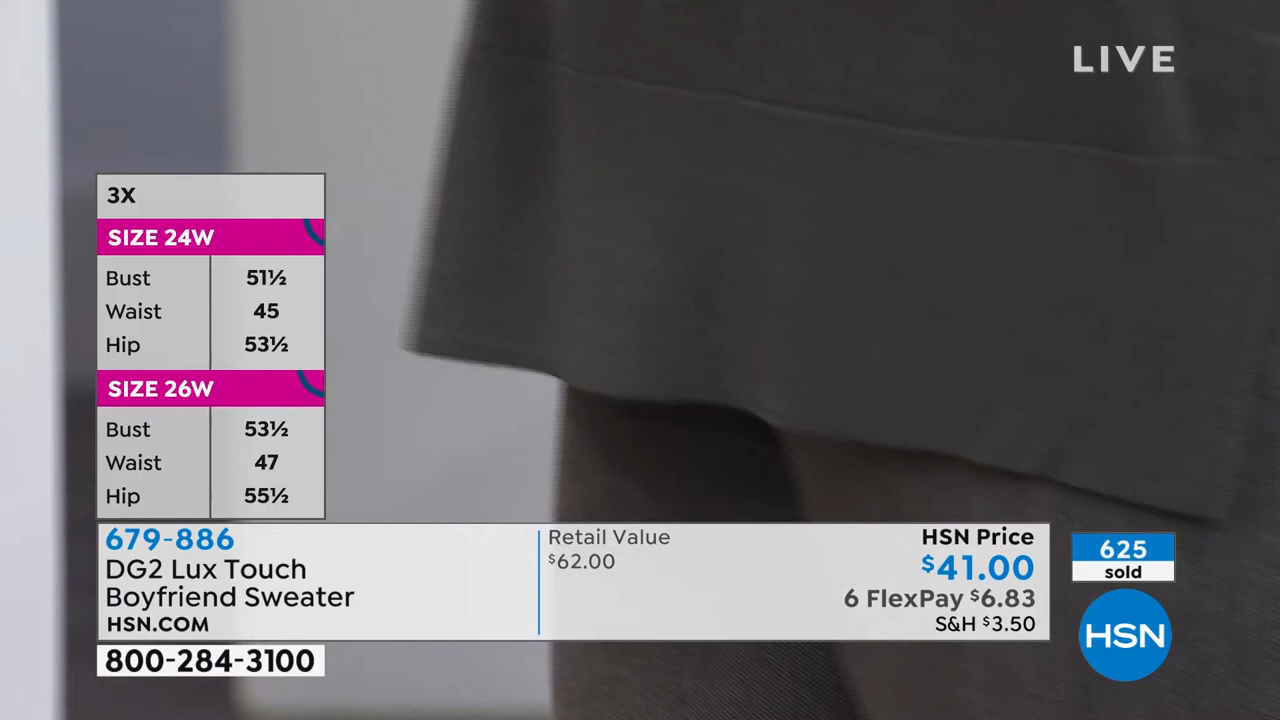 LIVE
3X
SIZE 24W
Bust 51½
Waist 45
Hip 53½
SIZE 26W
Bust 53½
Waist 47
Hip 55½
679-886
DG2 Lux Touch
Boyfriend Sweater
HSN.COM
Retail Value
$62.00
HSN Price
$41.00
6 FlexPay $6.83
S&H $3.50
625
sold
HSN
800-284-3100